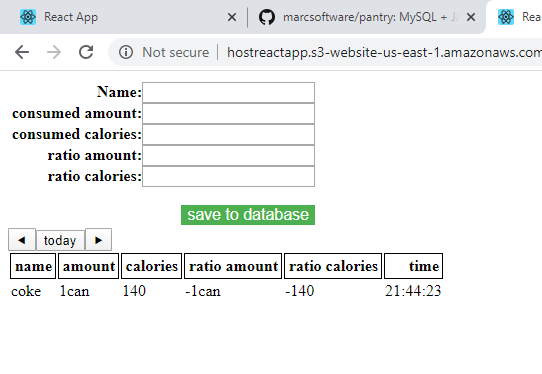 React App
marcsoftware/pantry: MySQL + J
Rea
Not secure | hostreactapp.s3-website-us-east-1.amazonaws.com
Name:
consumed amount:
consumed calories:
ratio amount:
ratio calories:
save to database
◄ today ►
name amount calories ratio amount ratio calories time
coke 1can 140 -1can -140 21:44:23